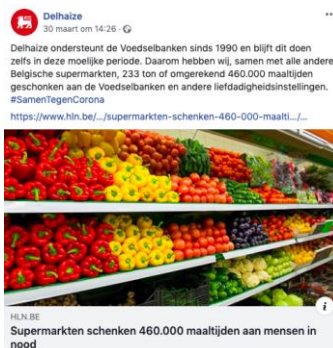 Delhaize
30 maart om 14:26 ·
Delhaize ondersteunt de Voedselbanken sinds 1990 en blijft dit doen
zelfs in deze moeilijke periode. Daarom hebben wij, samen met alle andere
Belgische supermarkten, 233 ton of omgerekend 460.000 maaltijden
geschonken aan de Voedselbanken en andere liefdadigheidsinstellingen.
#SamenTegenCorona
https://www.hln.be/.../supermarkten-schenken-460-000-maalti.../...
HLN.BE
Supermarkten schenken 460.000 maaltijden aan mensen in
nood